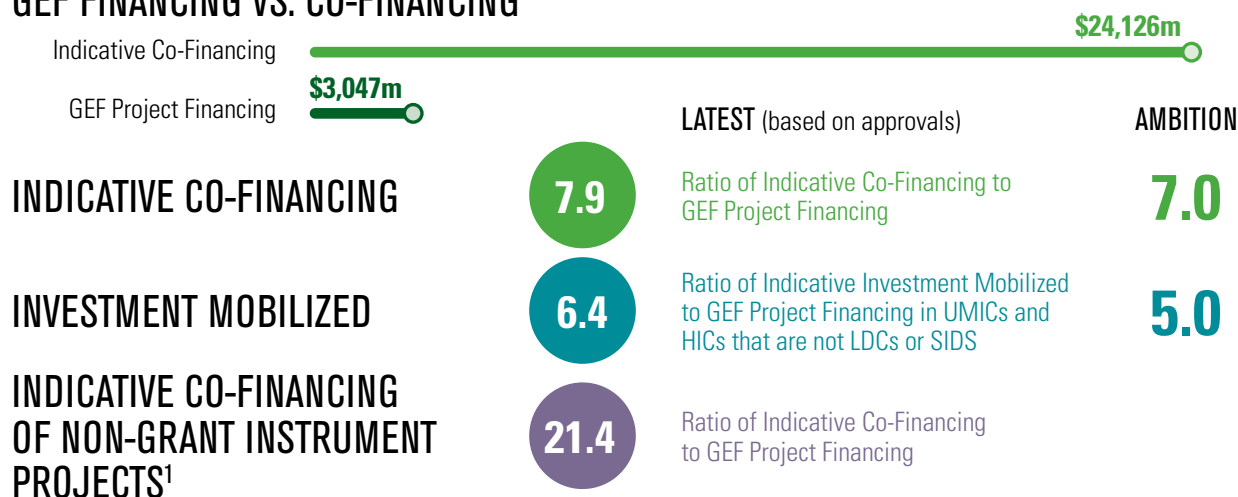 GEF FINANCING VS. CO-FINANCING
$24,126m
Indicative Co-Financing
$3,047m
GEF Project Financing
LATEST (based on approvals)
AMBITION
INDICATIVE CO-FINANCING
7.9
Ratio of Indicative Co-Financing to
GEF Project Financing
7.0
INVESTMENT MOBILIZED
6.4
Ratio of Indicative Investment Mobilized
to GEF Project Financing in UMICs and
HICs that are not LDCs or SIDS
5.0
INDICATIVE CO-FINANCING
OF NON-GRANT INSTRUMENT
PROJECTS¹
21.4
Ratio of Indicative Co-Financing
to GEF Project Financing